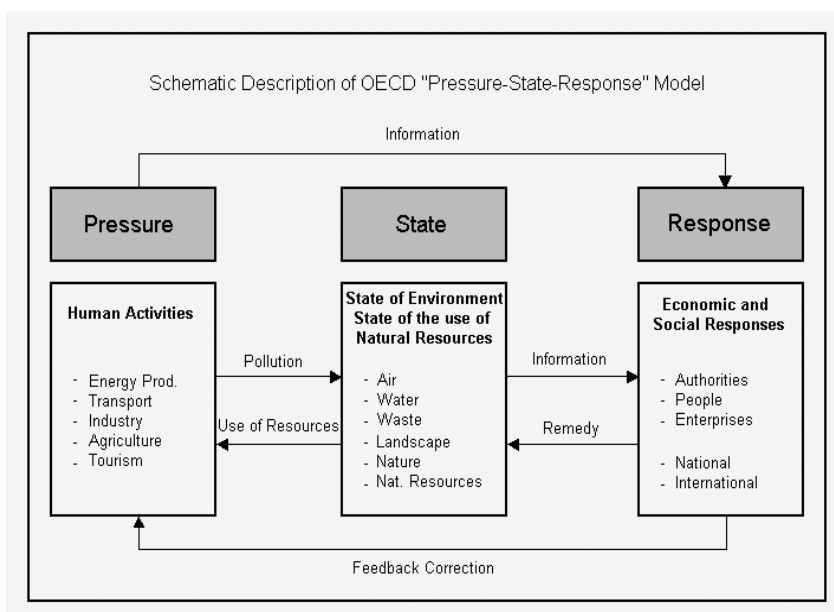 Schematic Description of OECD "Pressure-State-Response" Model
Information
Pressure
State
Response
Human Activities
- Energy Prod.
- Transport
- Industry
- Agriculture
- Tourism
Pollution
Use of Resources
State of Environment
State of the use of
Natural Resources
- Air
- Water
- Waste
- Landscape
- Nature
- Nat. Resources
Information
Remedy
Economic and
Social Responses
- Authorities
- People
- Enterprises
- National
- International
Feedback Correction